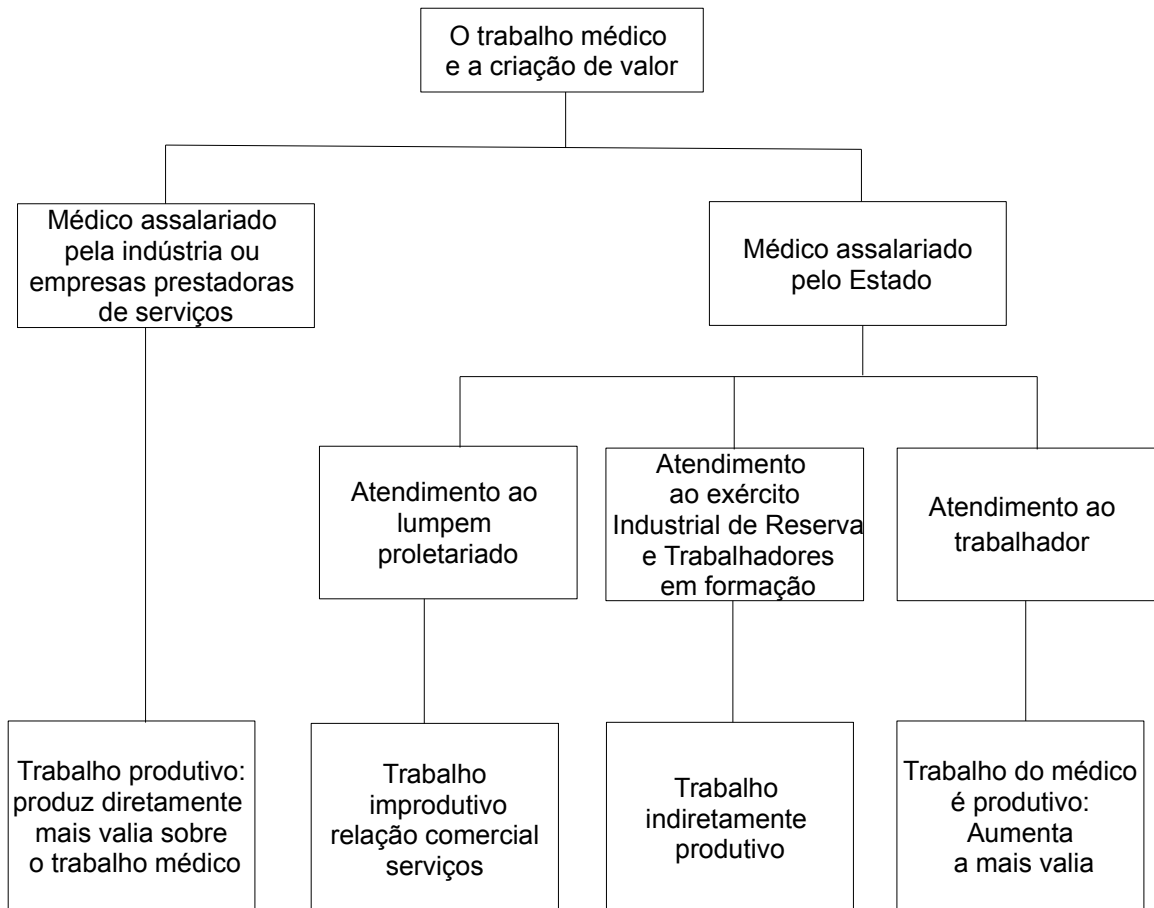 O trabalho médico
e a criação de valor
Médico assalariado
pela indústria ou
empresas prestadoras
de serviços
Médico assalariado
pelo Estado
Atendimento ao
lumpem
proletariado
Atendimento
ao exército
Industrial de Reserva
e Trabalhadores
em formação
Atendimento ao
trabalhador
Trabalho produtivo:
produz diretamente
mais valia sobre
o trabalho médico
Trabalho
improdutivo
relação comercial
serviços
Trabalho
indiretamente
produtivo
Trabalho do médico
é produtivo:
Aumenta
a mais valia